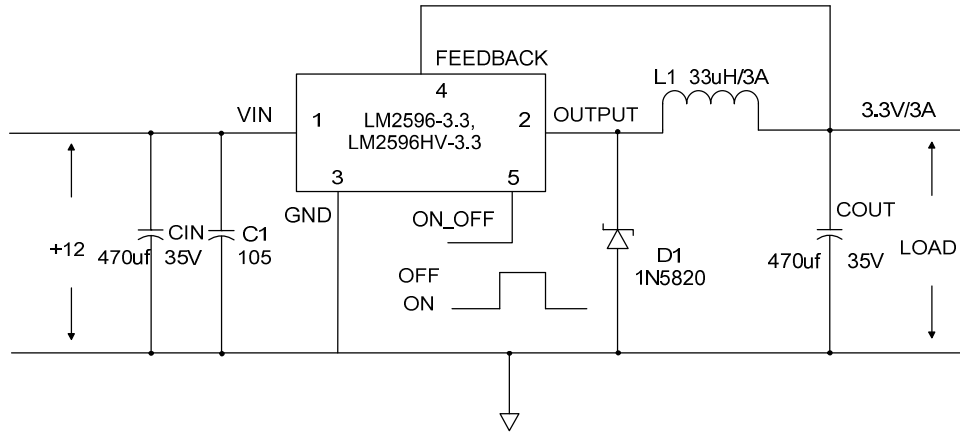 FEEDBACK
4
L1 33uH/3A
VIN
1
LM2596-3.3,
LM2596HV-3.3
2
OUTPUT
3.3V/3A
3
5
GND
ON_OFF
CIN
470uf 35V
C1
105
+12
OFF
ON
D1
1N5820
COUT
470uf 35V
LOAD